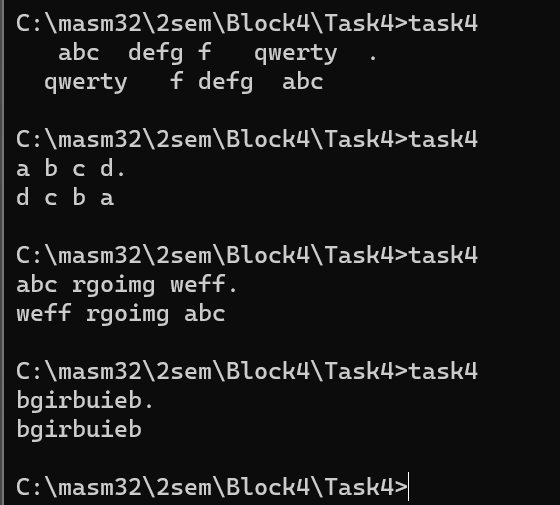 C:\masm32\2sem\Block4\Task4>task4
   abc  defg f   qwerty  .
  qwerty   f defg  abc
C:\masm32\2sem\Block4\Task4>task4
a b c d.
d c b a
C:\masm32\2sem\Block4\Task4>task4
abc rgoimg weff.
weff rgoimg abc
C:\masm32\2sem\Block4\Task4>task4
bgirbuieb.
bgirbuieb
C:\masm32\2sem\Block4\Task4>